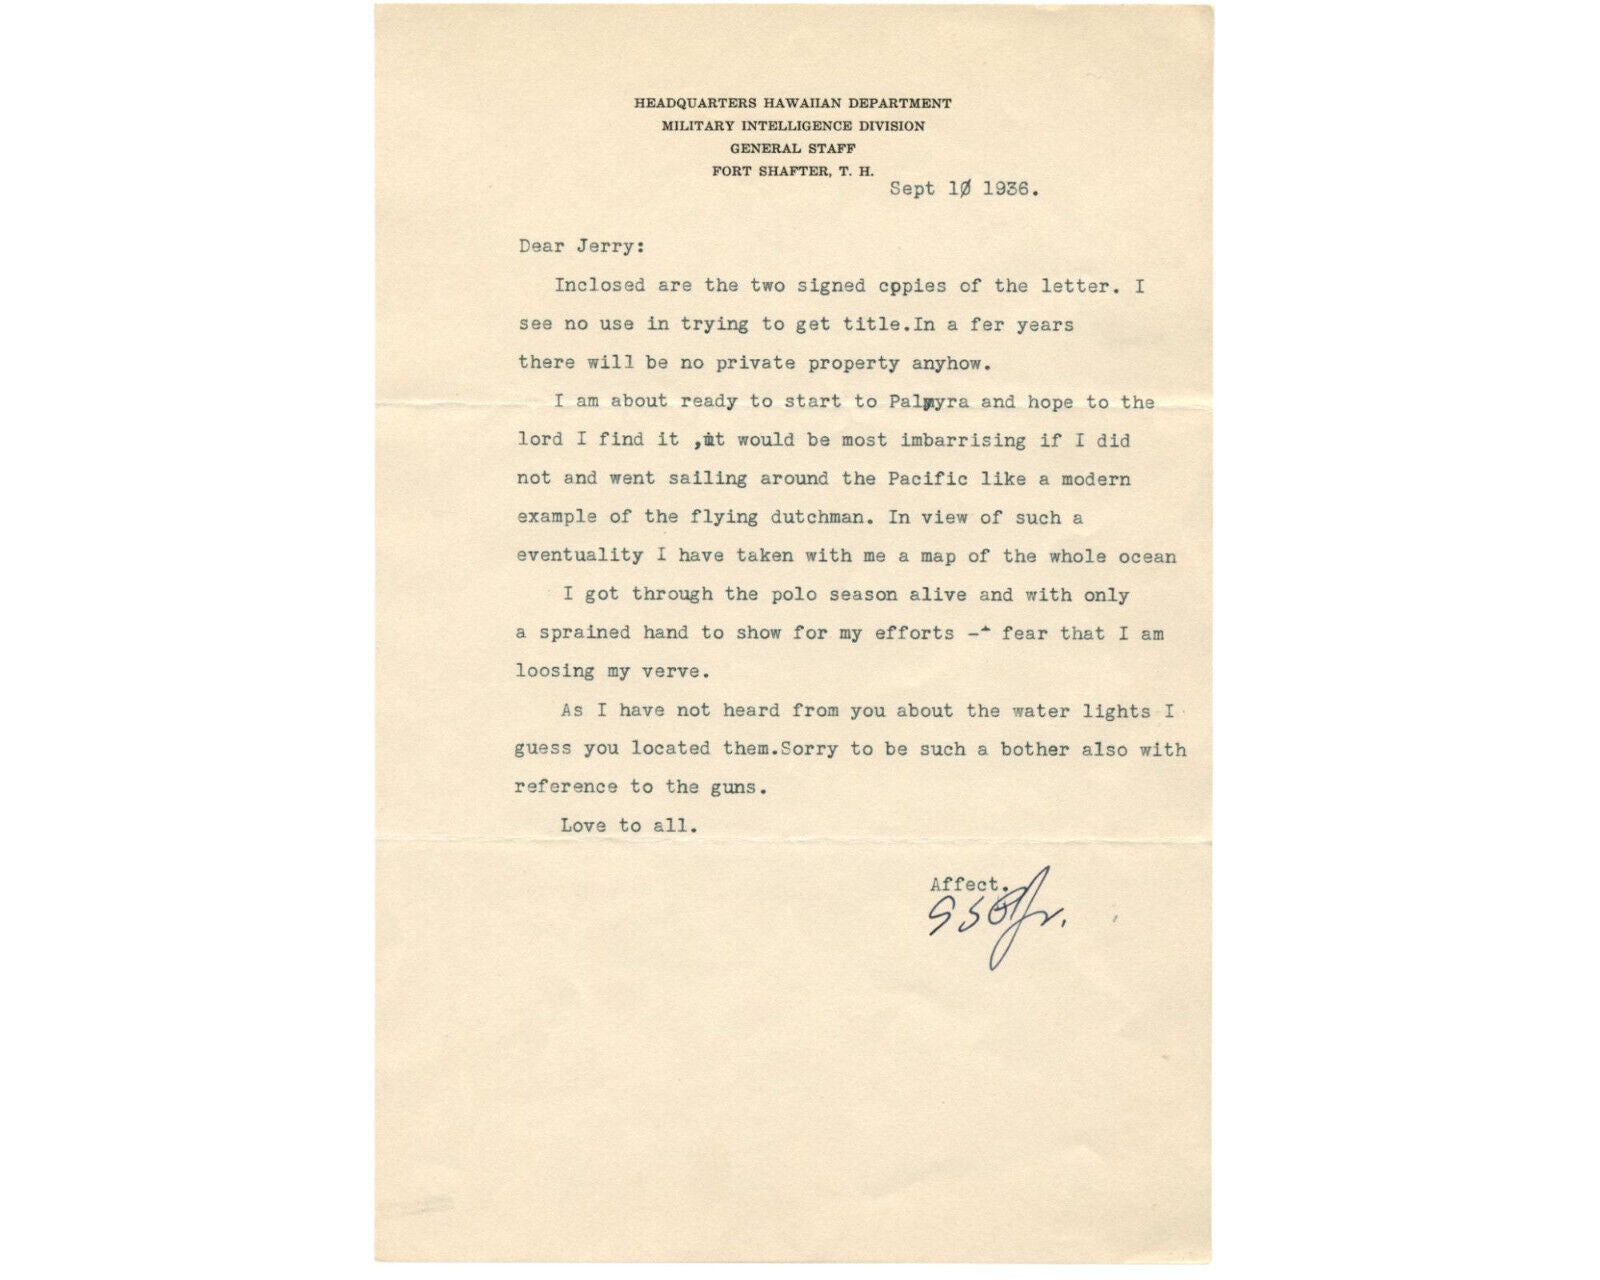 HEADQUARTERS HAWAIIAN DEPARTMENT
MILITARY INTELLIGENCE DIVISION
GENERAL STAFF
FORT SHAFTER, T. H.
Sept 10 1936.
Dear Jerry:
Inclosed are the two signed coppies of the letter. I
see no use in trying to get title.In a fer years
there will be no private property anyhow.
I am about ready to start to Palmyra and hope to the
lord I find it ,it would be most imbarrising if I did
not and went sailing around the Pacific like a modern
example of the flying dutchman. In view of such a
eventuality I have taken with me a map of the whole ocean
I got through the polo season alive and with only
a sprained hand to show for my efforts - fear that I am
loosing my verve.
As I have not heard from you about the water lights I
guess you located them.Sorry to be such a bother also with
reference to the guns.
Love to all.
Affect.
GSP Jr.